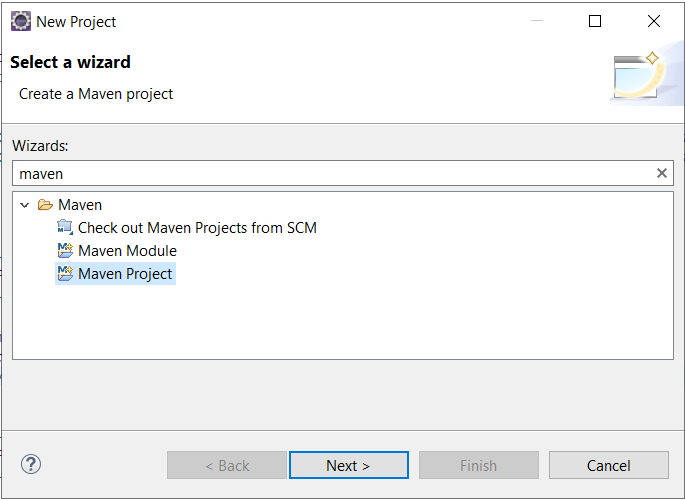 New Project
Select a wizard
Create a Maven project
Wizards:
maven
Maven
Check out Maven Projects from SCM
Maven Module
Maven Project
< Back Next > Finish Cancel